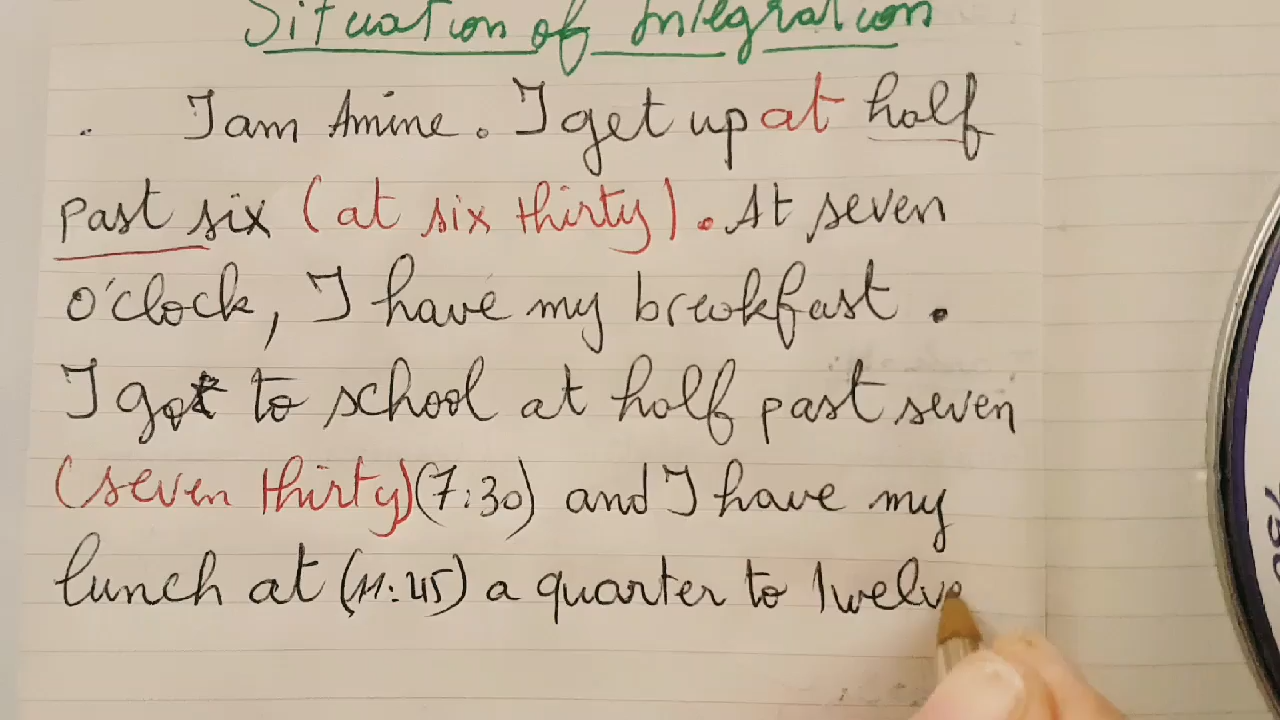 Situation of Integration
. I am Amine. I get up at half
past six (at six thirty). At seven
o'clock, I have my breakfast.
I go to school at half past seven
(seven thirty)(7:30) and I have my
lunch at (11:45) a quarter to twelve